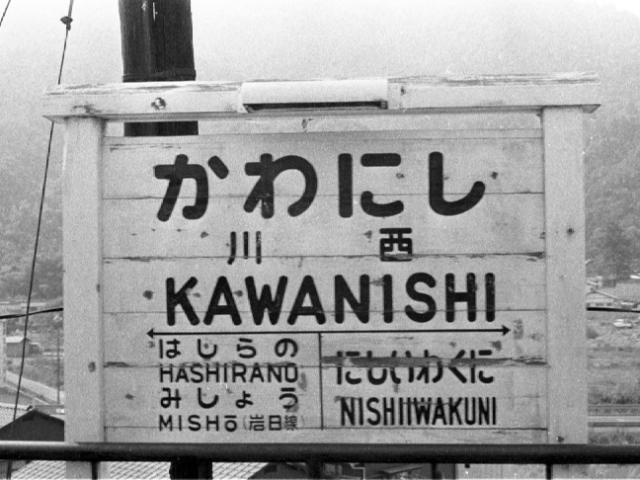 かわにし
川西
KAWANISHI
はしらの
HASHIRANO
みしょう
MISHŌ(岩日線)
にしいわくに
NISHIIWAKUNI